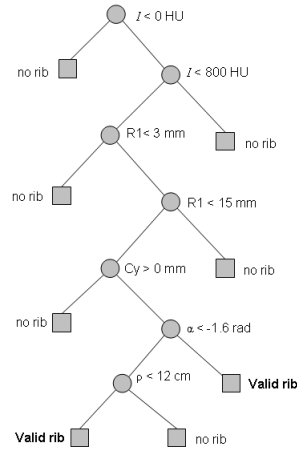 I < 0 HU
no rib
I < 800 HU
R1< 3 mm
no rib
no rib
R1 < 15 mm
Cy > 0 mm
no rib
no rib
α < -1.6 rad
ρ < 12 cm
Valid rib
Valid rib
no rib